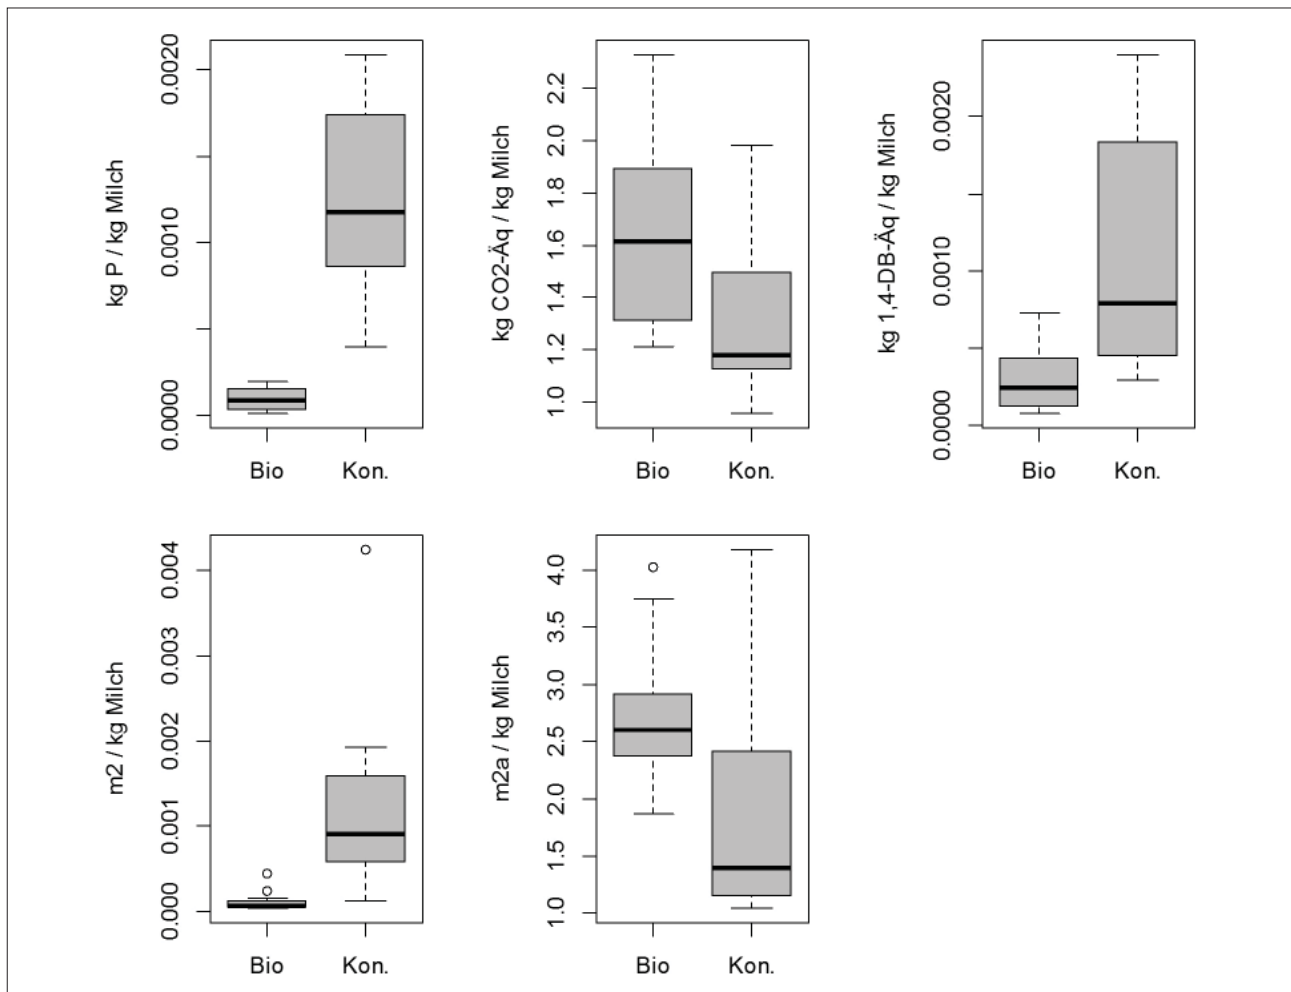 kg P / kg Milch
0.0020
0.0010
0.0000
Bio Kon.
kg CO2-Äq / kg Milch
2.2
2.0
1.8
1.6
1.4
1.2
1.0
Bio Kon.
kg 1,4-DB-Äq / kg Milch
0.0020
0.0010
0.0000
Bio Kon.
m2 / kg Milch
0.004
0.003
0.002
0.001
0.000
Bio Kon.
m2a / kg Milch
4.0
3.5
3.0
2.5
2.0
1.5
1.0
Bio Kon.